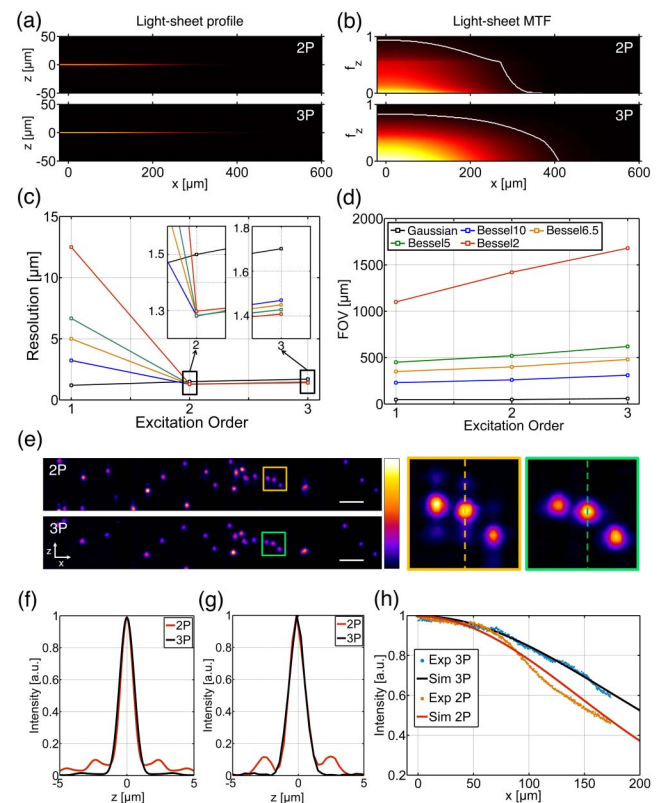 (a) Light-sheet profile
(b) Light-sheet MTF
50
z [µm]
0
-50
2P
1
f_z
0
2P
50
z [µm]
0
-50
3P
0 200 400 600
x [µm]
1
f_z
0
3P
0 200 400 600
x [µm]
(c)
Resolution [µm]
15
10
5
0
1 2 3
Excitation Order
1.5
1.3
2
1.8
1.6
1.4
3
(d)
FOV [µm]
2000
1500
1000
500
0
Gaussian Bessel10 Bessel6.5
Bessel5 Bessel2
1 2 3
Excitation Order
(e)
2P
3P
z
x
(f)
Intensity [a.u.]
1
0.8
0.6
0.4
0.2
0
2P
3P
-5 0 5
z [µm]
(g)
Intensity [a.u.]
1
0.8
0.6
0.4
0.2
0
2P
3P
-5 0 5
z [µm]
(h)
Intensity [a.u.]
1
0.8
0.6
0.4
0.2
Exp 3P
Sim 3P
Exp 2P
Sim 2P
0 50 100 150 200
x [µm]